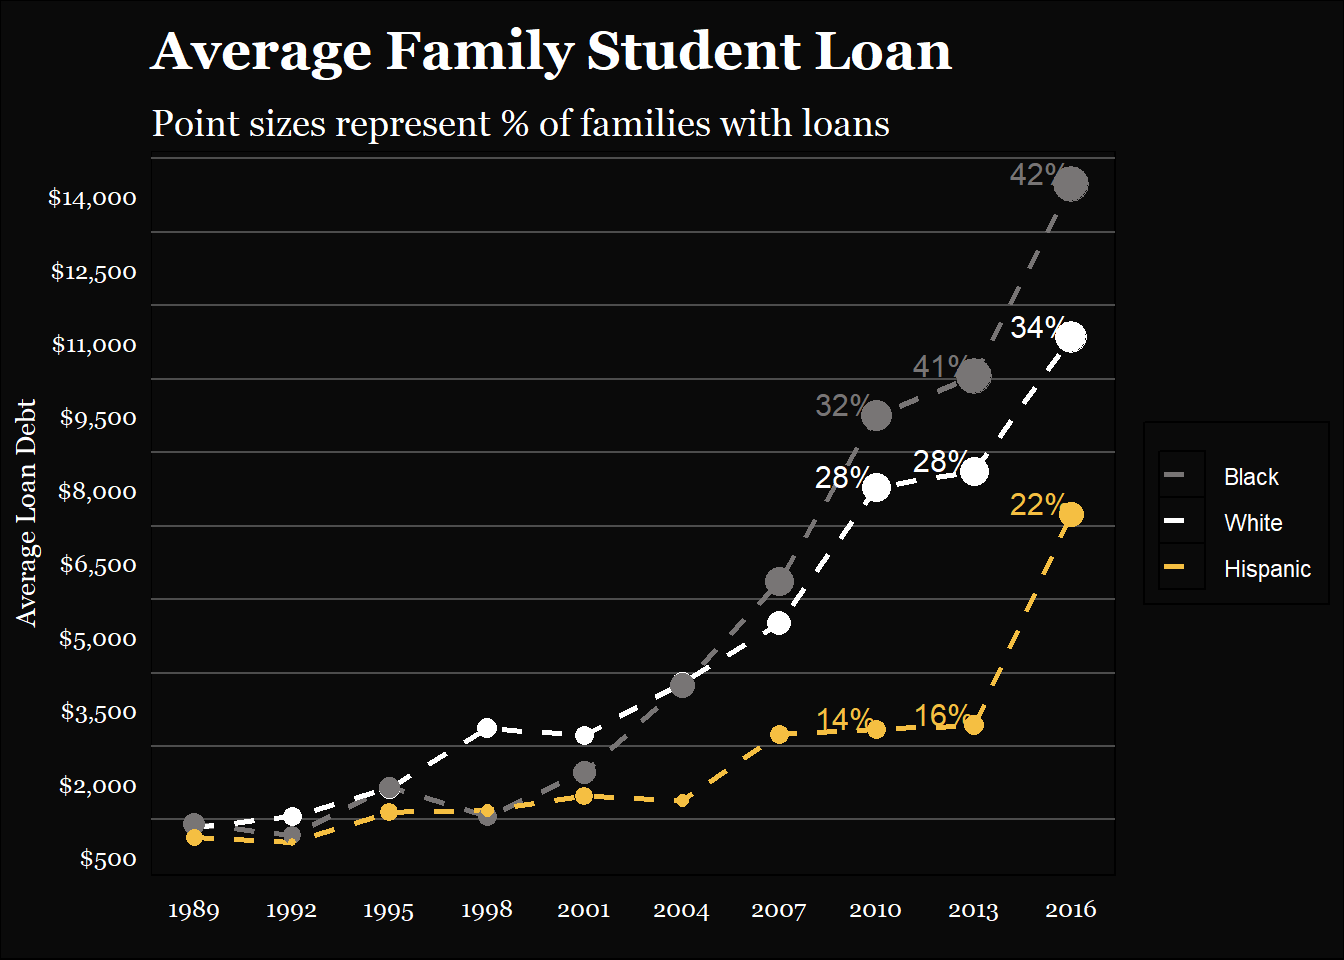 Average Family Student Loan
Point sizes represent % of families with loans
42%
$14,000
$12,500
34%
$11,000
41%
32%
$9,500
28%
28%
$8,000
22%
$6,500
$5,000
14%
16%
$3,500
$2,000
$500
Average Loan Debt
Black
White
Hispanic
1989 1992 1995 1998 2001 2004 2007 2010 2013 2016